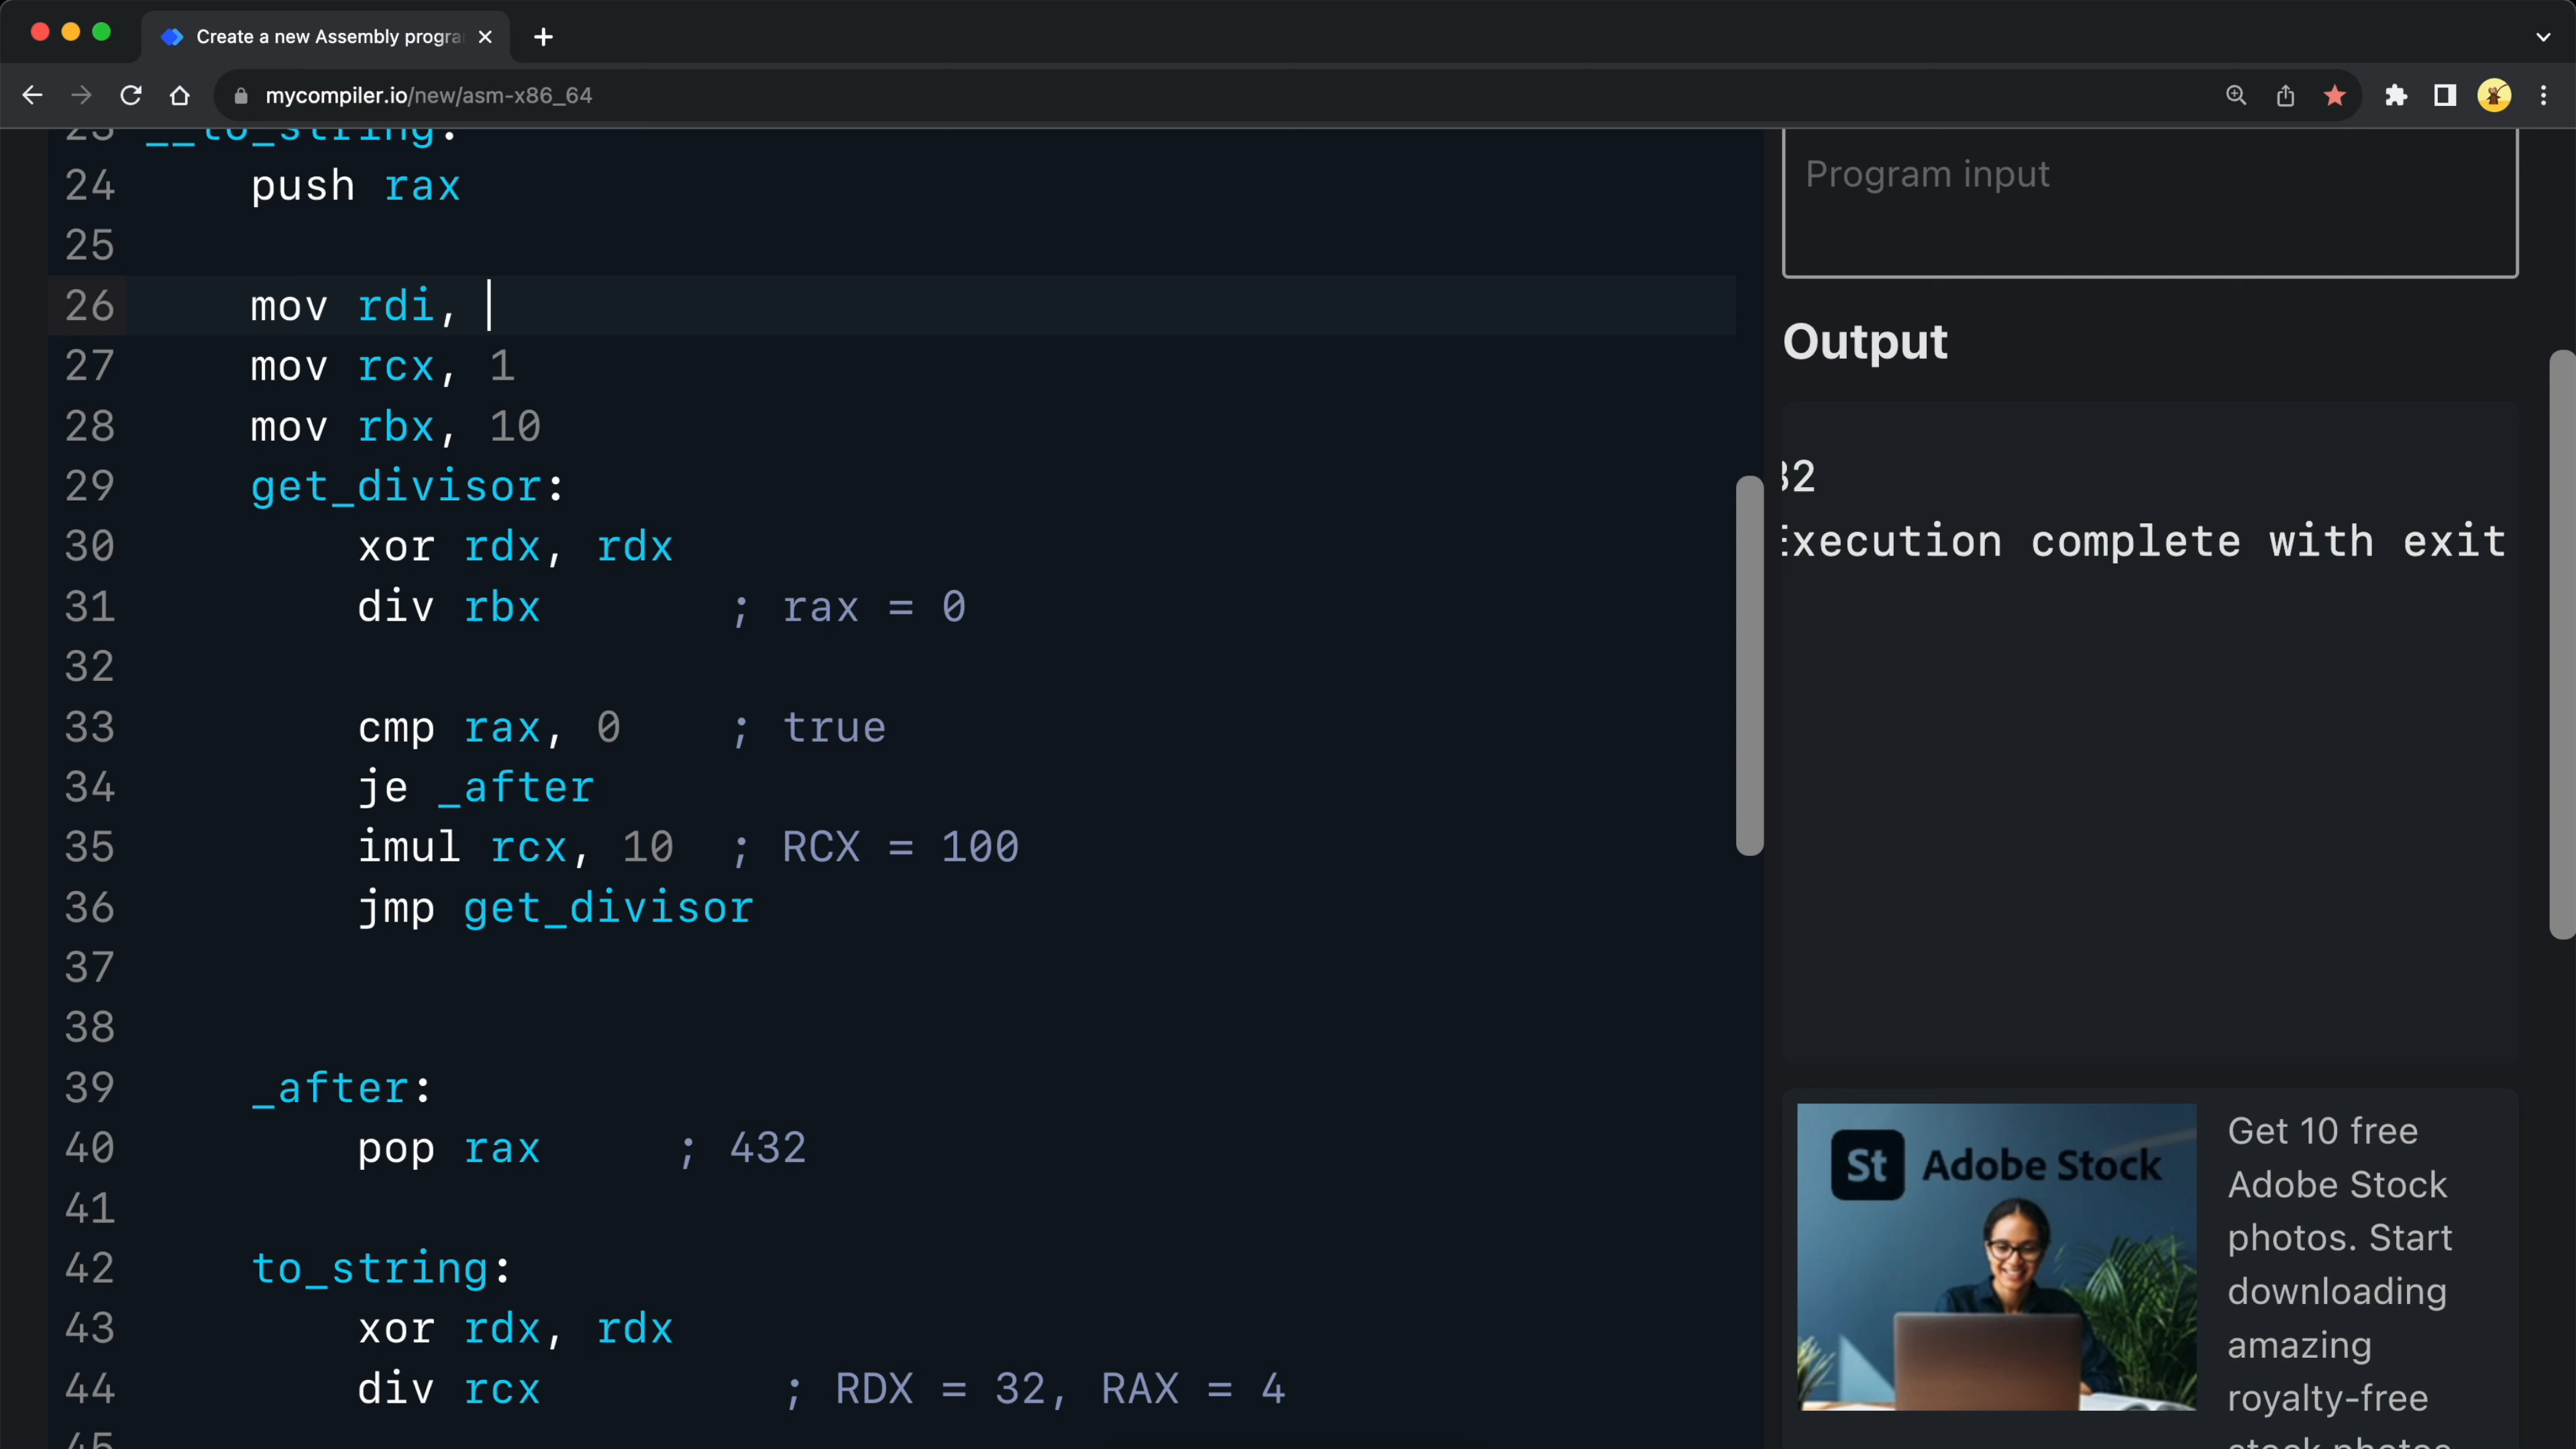 Create a new Assembly progra
mycompiler.io/new/asm-x86_64
23 __to_string:
24 push rax
25
26 mov rdi,
27 mov rcx, 1
28 mov rbx, 10
29 get_divisor:
30 xor rdx, rdx
31 div rbx ; rax = 0
32
33 cmp rax, 0 ; true
34 je _after
35 imul rcx, 10 ; RCX = 100
36 jmp get_divisor
37
38
39 _after:
40 pop rax ; 432
41
42 to_string:
43 xor rdx, rdx
44 div rcx ; RDX = 32, RAX = 4
45
Program input
Output
32
Execution complete with exit
St Adobe Stock
Get 10 free
Adobe Stock
photos. Start
downloading
amazing
royalty-free
stock photos